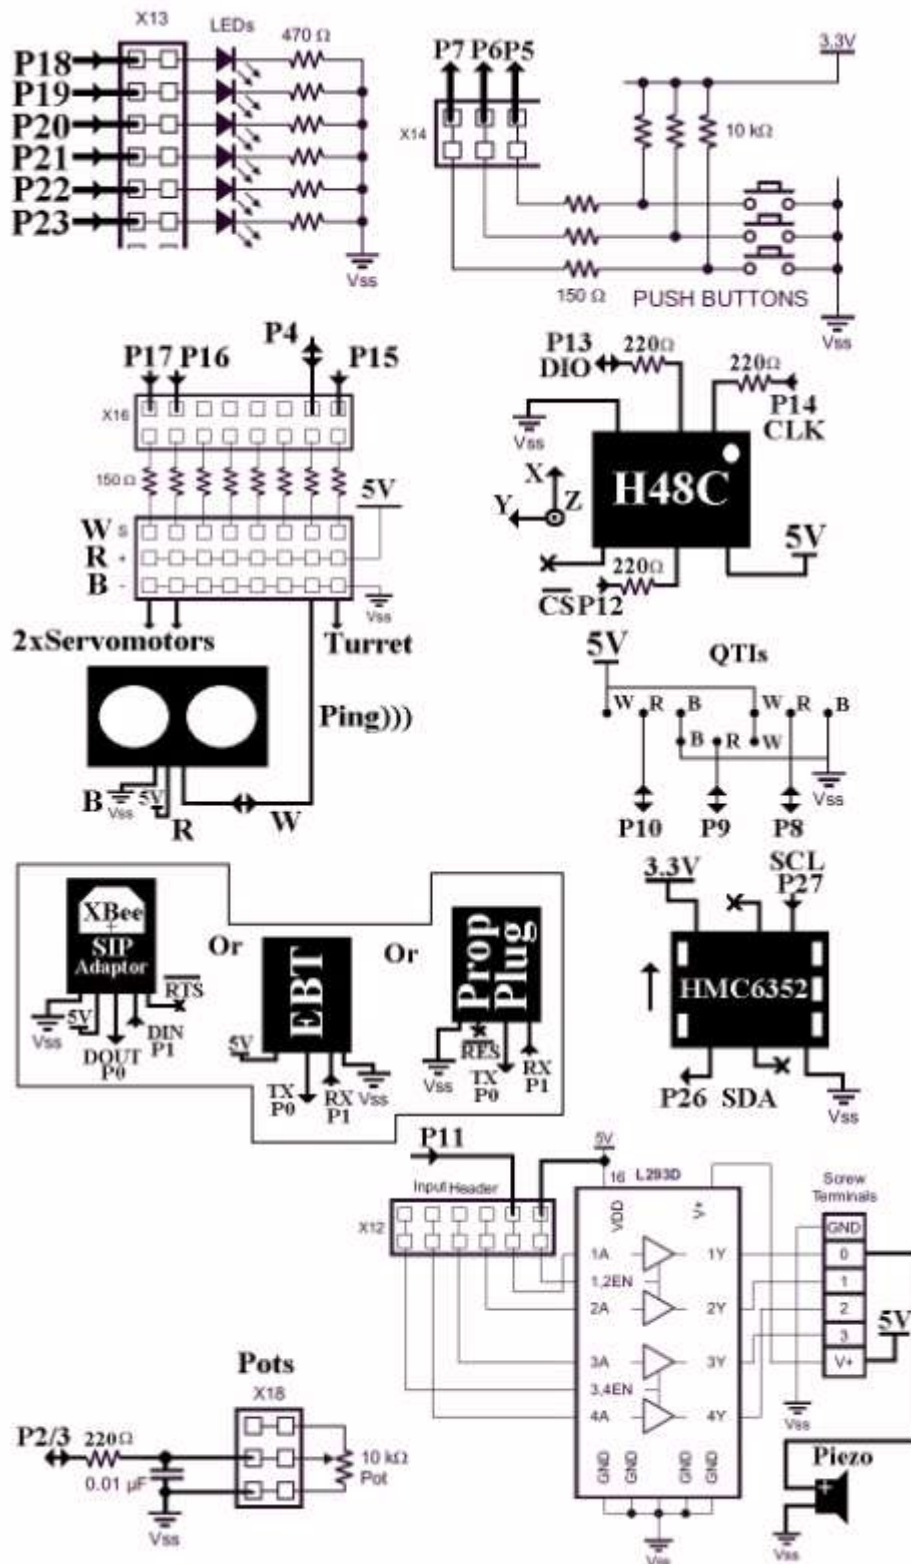 X13
LEDs
470 Ω
P18
P19
P20
P21
P22
P23
Vss
P7 P6 P5
3.3V
X14
10 kΩ
150 Ω
PUSH BUTTONS
Vss
P4
P17 P16
P15
X16
150 Ω
5V
W S
R +
B -
Vss
2xServomotors
Turret
Ping)))
B
Vss
5V
R
W
P13
DIO
220Ω
220Ω
P14
CLK
Vss
H48C
X
Y
Z
5V
220Ω
CS P12
5V
QTIs
W R B W R B
B R W
Vss
P10 P9 P8
XBee
SIP
Adaptor
RTS
Vss
5V
DIN
P1
DOUT
P0
Or
EBT
5V
TX
P0
RX
P1
Vss
Or
Prop
Plug
Vss
RES
TX
P0
RX
P1
3.3V
SCL
P27
HMC6352
P26 SDA
Vss
P11
5V
Input Header
X12
16
L293D
VDD
V+
1A
1Y
1,2EN
2A
2Y
3A
3Y
3,4EN
4A
4Y
GND
GND
GND
GND
Vss
Screw
Terminals
GND
0
1
2
3
V+
5V
Vss
Piezo
+
Vss
Pots
X18
P2/3
220Ω
0.01 µF
10 kΩ
Pot
Vss